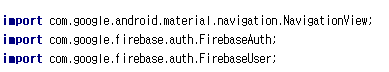 import com.google.android.material.navigation.NavigationView;
import com.google.firebase.auth.FirebaseAuth;
import com.google.firebase.auth.FirebaseUser;